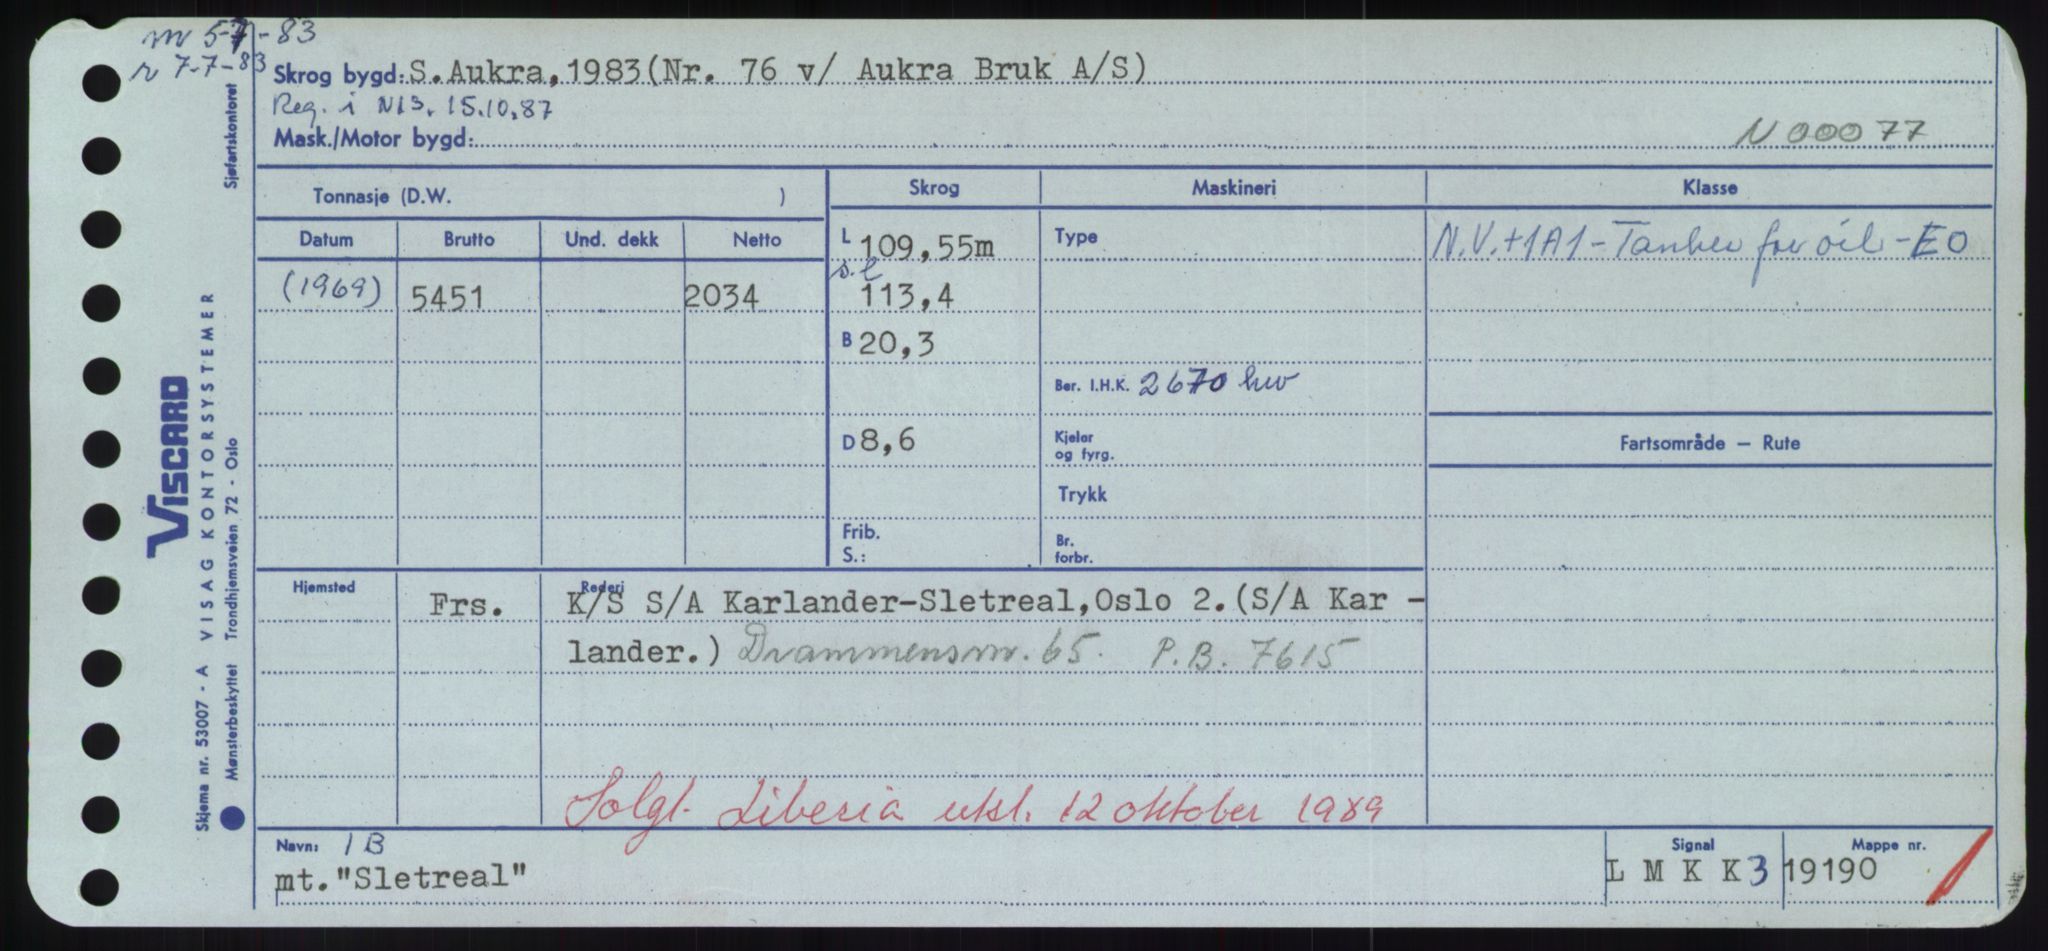 m 5-7-83
r 7-7-83
Skrog bygd: S. Aukra, 1983 (Nr. 76 v/ Aukra Bruk A/S)
Reg. i NIS. 15.10.87
Mask./Motor bygd:
N 00077
Sjøfartskontoret
Tonnasje (D.W. )
Skrog Maskineri Klasse
Datum Brutto Und. dekk Netto
L 109,55m
Type
N.V.+1A1 - Tanker for oil - EO
(1969) 5451 2034
s.l 113,4
B 20,3
Ber. I.H.K. 2670 hw
D 8,6
Kjeler
og fyrg.
Fartsområde — Rute
Trykk
Frib.
S.:
Br.
forbr.
Hjemsted Rederi
Frs. K/S S/A Karlander-Sletreal, Oslo 2. (S/A Kar -
lander.) Drammensvn. 65. P.B. 7615
Solgt Liberia utsl. 12 oktober 1989
Navn: IB
mt. "Sletreal"
Signal
L M K K 3
Mappe nr.
19190
VISCARD
VISAG KONTORSYSTEMER
Skjema nr. 53007 - A
Mønsterbeskyttet Trondhjemsveien 72 - Oslo